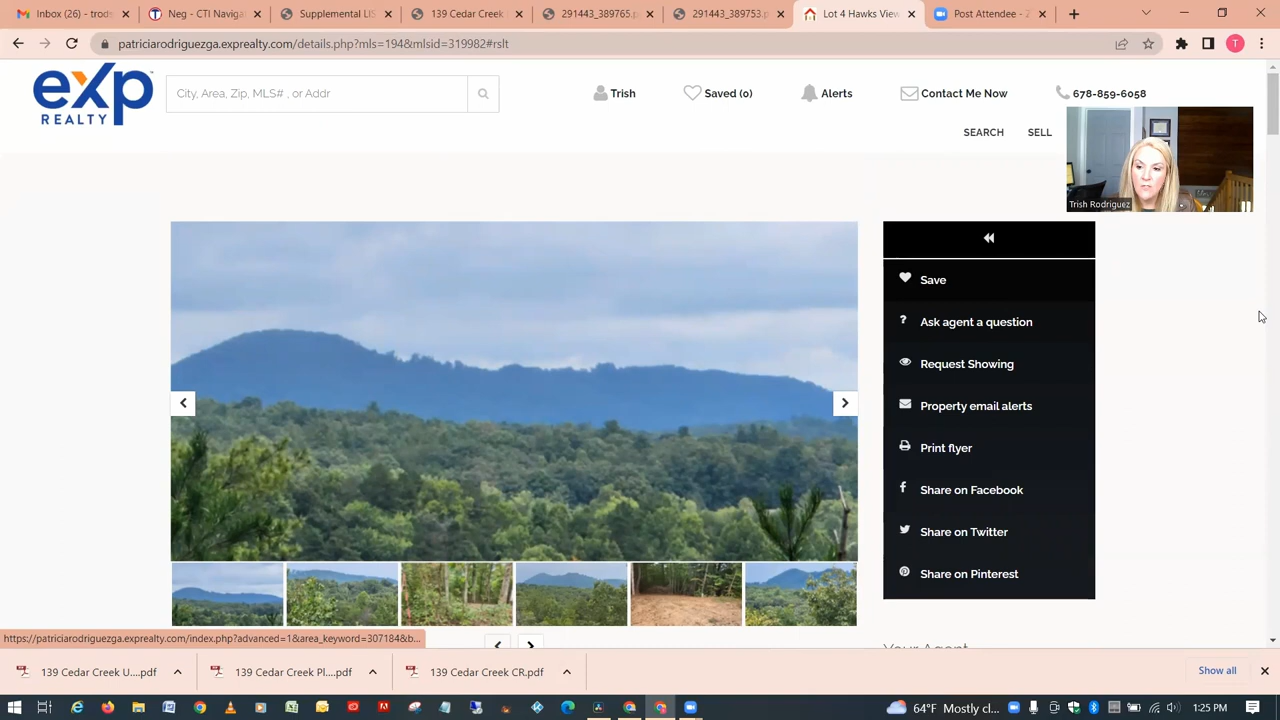 Inbox (26) - trods
Neg - CTI Navigat
Supplemental LIS
139 Cedar Creek
291443_389765.p
291443_389753.p
Lot 4 Hawks View
Post Attendee - Z
patriciarodriguezga.exprealty.com/details.php?mls=194&mlsid=319982#rslt
T
eXp
REALTY
City, Area, Zip, MLS# , or Addr
Trish
Saved (0)
Alerts
Contact Me Now
678-859-6058
SEARCH
SELL
Trish Rodriguez
Save
Ask agent a question
Request Showing
Property email alerts
Print flyer
Share on Facebook
Share on Twitter
Share on Pinterest
https://patriciarodriguezga.exprealty.com/index.php?advanced=1&area_keyword=307184&b...
Your Agent
139 Cedar Creek U....pdf
139 Cedar Creek Pl....pdf
139 Cedar Creek CR.pdf
Show all
64°F Mostly cl...
1:25 PM